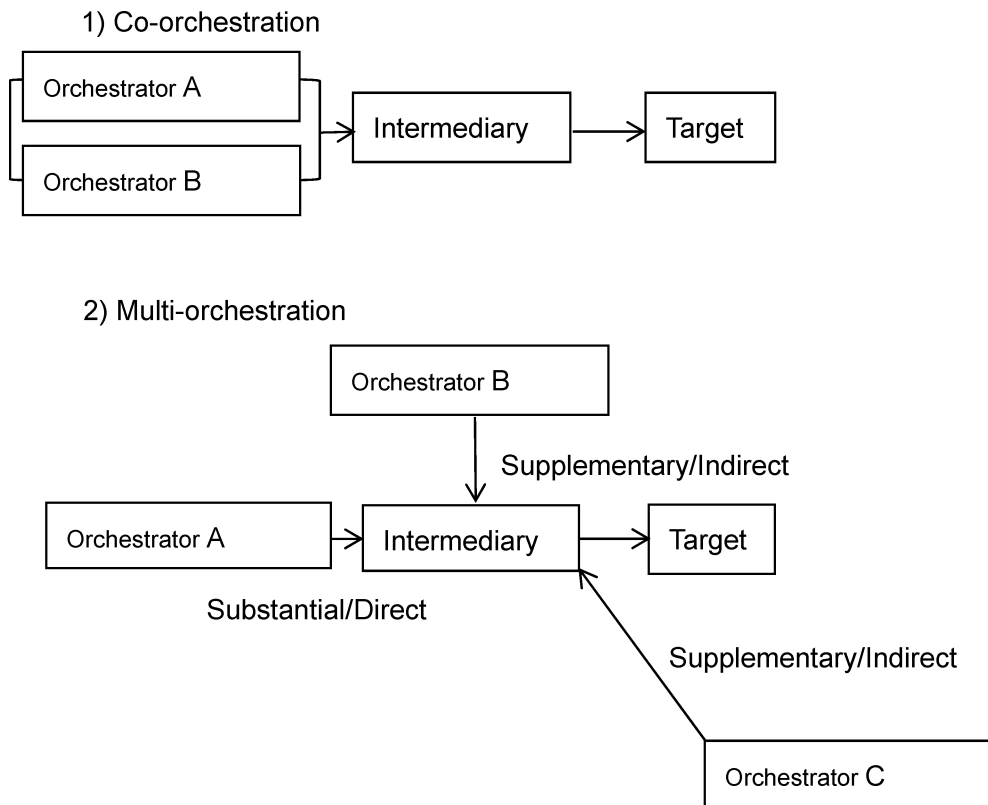 1) Co-orchestration
Orchestrator A
Orchestrator B
Intermediary
Target
2) Multi-orchestration
Orchestrator B
Supplementary/Indirect
Orchestrator A
Intermediary
Target
Substantial/Direct
Supplementary/Indirect
Orchestrator C